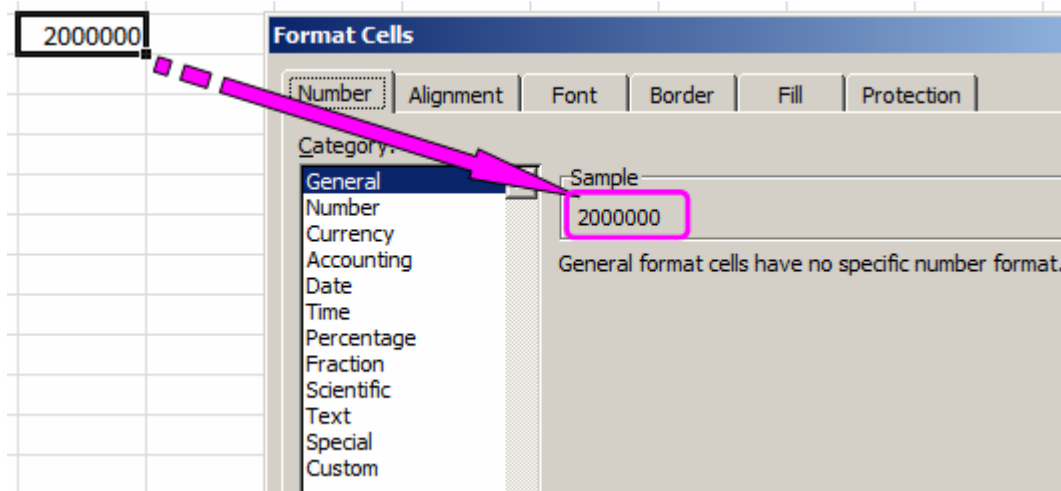 2000000
Format Cells
Number Alignment Font Border Fill Protection
Category:
General
Number
Currency
Accounting
Date
Time
Percentage
Fraction
Scientific
Text
Special
Custom
Sample
2000000
General format cells have no specific number format.